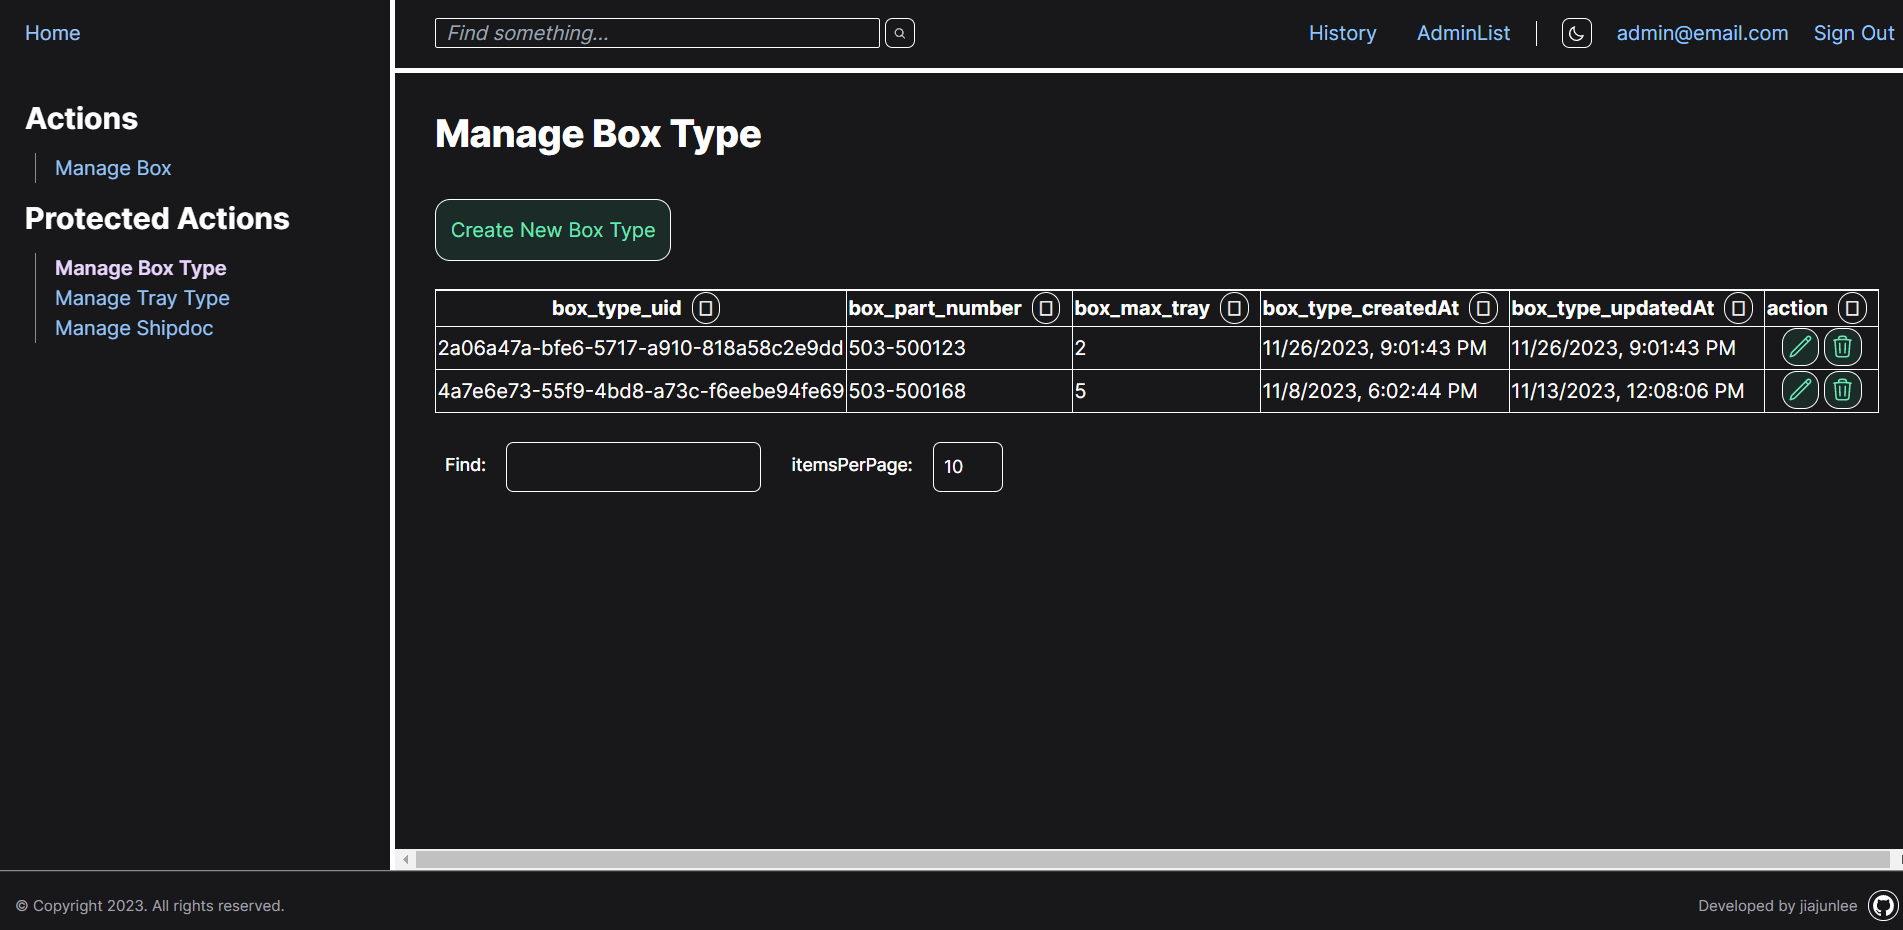 Home
Find something...
History
AdminList
admin@email.com
Sign Out
Actions
Manage Box
Protected Actions
Manage Box Type
Manage Tray Type
Manage Shipdoc
Manage Box Type
Create New Box Type
box_type_uid box_part_number box_max_tray box_type_createdAt box_type_updatedAt action
2a06a47a-bfe6-5717-a910-818a58c2e9dd 503-500123 2 11/26/2023, 9:01:43 PM 11/26/2023, 9:01:43 PM
4a7e6e73-55f9-4bd8-a73c-f6eebe94fe69 503-500168 5 11/8/2023, 6:02:44 PM 11/13/2023, 12:08:06 PM
Find: itemsPerPage: 10
© Copyright 2023. All rights reserved.
Developed by jiajunlee